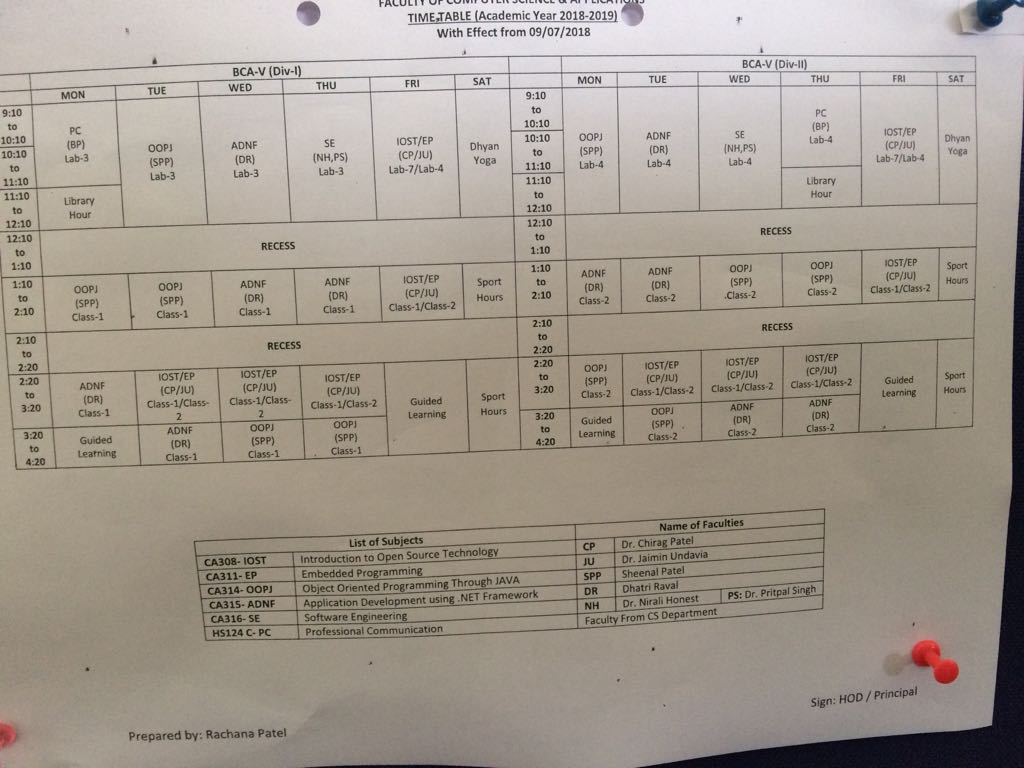 FACULTY OF COMPUTER SCIENCE & APPLICATIONS
TIME TABLE (Academic Year 2018-2019)
With Effect from 09/07/2018
BCA-V (Div-I) BCA-V (Div-II)
MON TUE WED THU FRI SAT MON TUE WED THU FRI SAT
9:10 to 10:10
10:10 to 11:10
11:10 to 12:10
PC (BP) Lab-3
Library Hour
OOPJ (SPP) Lab-3
ADNF (DR) Lab-3
SE (NH,PS) Lab-3
IOST/EP (CP/JU) Lab-7/Lab-4
Dhyan Yoga
9:10 to 10:10
10:10 to 11:10
11:10 to 12:10
OOPJ (SPP) Lab-4
ADNF (DR) Lab-4
SE (NH,PS) Lab-4
PC (BP) Lab-4
Library Hour
IOST/EP (CP/JU) Lab-7/Lab-4
Dhyan Yoga
12:10 to 1:10 RECESS 12:10 to 1:10 RECESS
1:10 to 2:10
OOPJ (SPP) Class-1
OOPJ (SPP) Class-1
ADNF (DR) Class-1
ADNF (DR) Class-1
IOST/EP (CP/JU) Class-1/Class-2
Sport Hours
1:10 to 2:10
ADNF (DR) Class-2
ADNF (DR) Class-2
OOPJ (SPP) .Class-2
OOPJ (SPP) Class-2
IOST/EP (CP/JU) Class-1/Class-2
Sport Hours
2:10 to 2:20 RECESS 2:10 to 2:20 RECESS
2:20 to 3:20
ADNF (DR) Class-1
IOST/EP (CP/JU) Class-1/Class-2
IOST/EP (CP/JU) Class-1/Class-2
IOST/EP (CP/JU) Class-1/Class-2
Guided Learning
Sport Hours
2:20 to 3:20
OOPJ (SPP) Class-2
IOST/EP (CP/JU) Class-1/Class-2
IOST/EP (CP/JU) Class-1/Class-2
IOST/EP (CP/JU) Class-1/Class-2
Guided Learning
Sport Hours
3:20 to 4:20
Guided Learning
ADNF (DR) Class-1
OOPJ (SPP) Class-1
OOPJ (SPP) Class-1
3:20 to 4:20
Guided Learning
OOPJ (SPP) Class-2
ADNF (DR) Class-2
ADNF (DR) Class-2
List of Subjects
CA308- IOST Introduction to Open Source Technology
CA311- EP Embedded Programming
CA314- OOPJ Object Oriented Programming Through JAVA
CA315- ADNF Application Development using .NET Framework
CA316- SE Software Engineering
HS124 C- PC Professional Communication
Name of Faculties
CP Dr. Chirag Patel
JU Dr. Jaimin Undavia
SPP Sheenal Patel
DR Dhatri Raval
NH Dr. Nirali Honest PS: Dr. Pritpal Singh
Faculty From CS Department
Prepared by: Rachana Patel
Sign: HOD / Principal